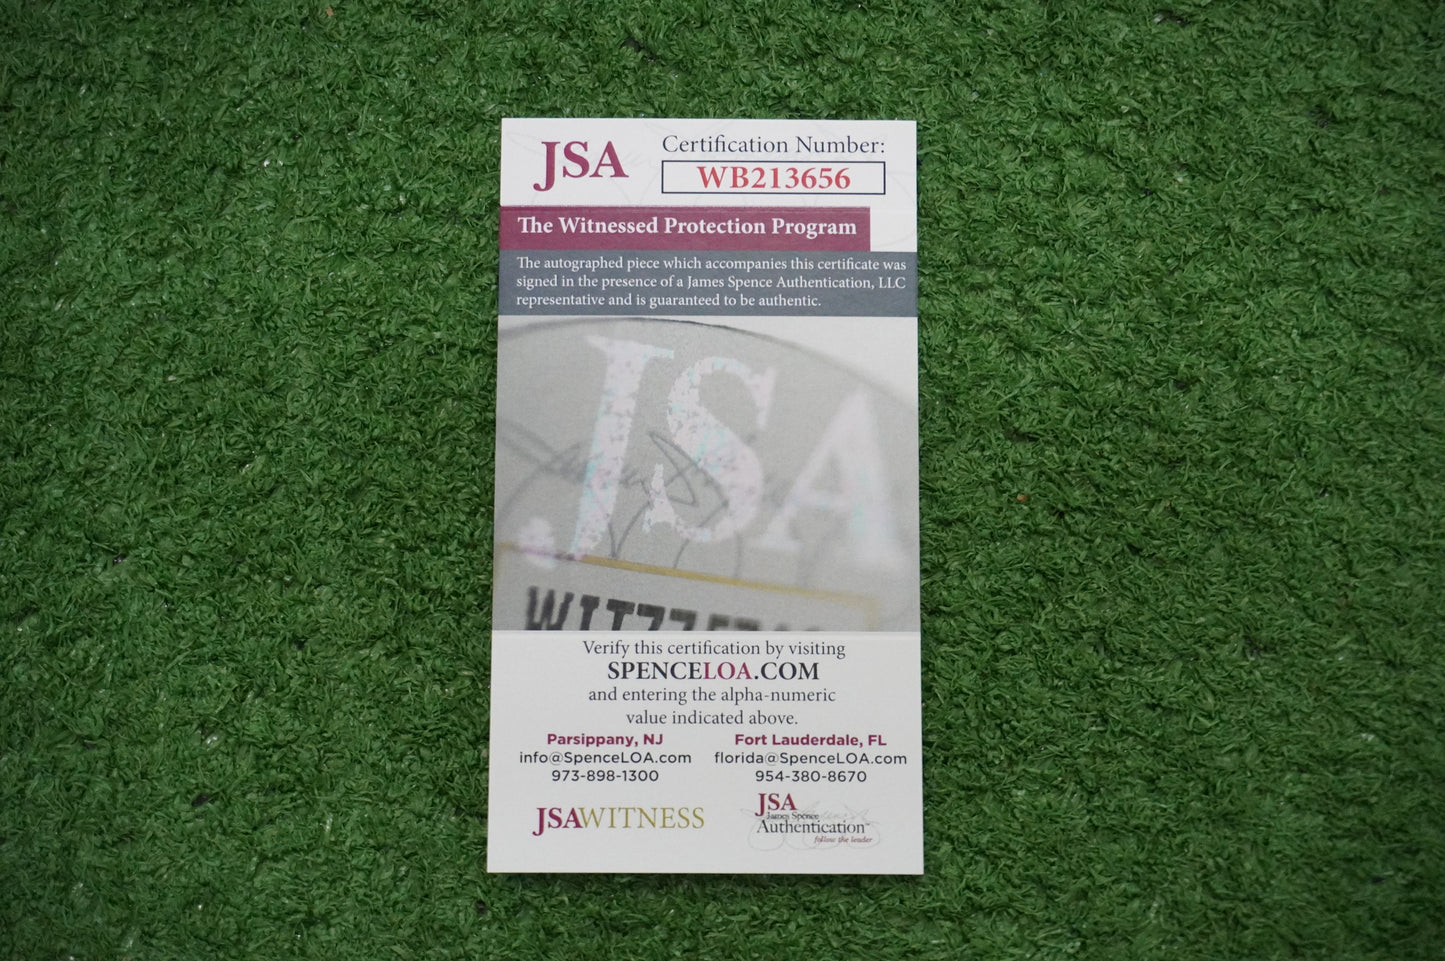 JSA
Certification Number:
WB213656
The Witnessed Protection Program
The autographed piece which accompanies this certificate was
signed in the presence of a James Spence Authentication, LLC
representative and is guaranteed to be authentic.
JSA
Verify this certification by visiting
SPENCELOA.COM
and entering the alpha-numeric
value indicated above.
Parsippany, NJ
info@SpenceLOA.com
973-898-1300
Fort Lauderdale, FL
florida@SpenceLOA.com
954-380-8670
JSAWITNESS
JSA
James Spence
Authentication™
follow the leader